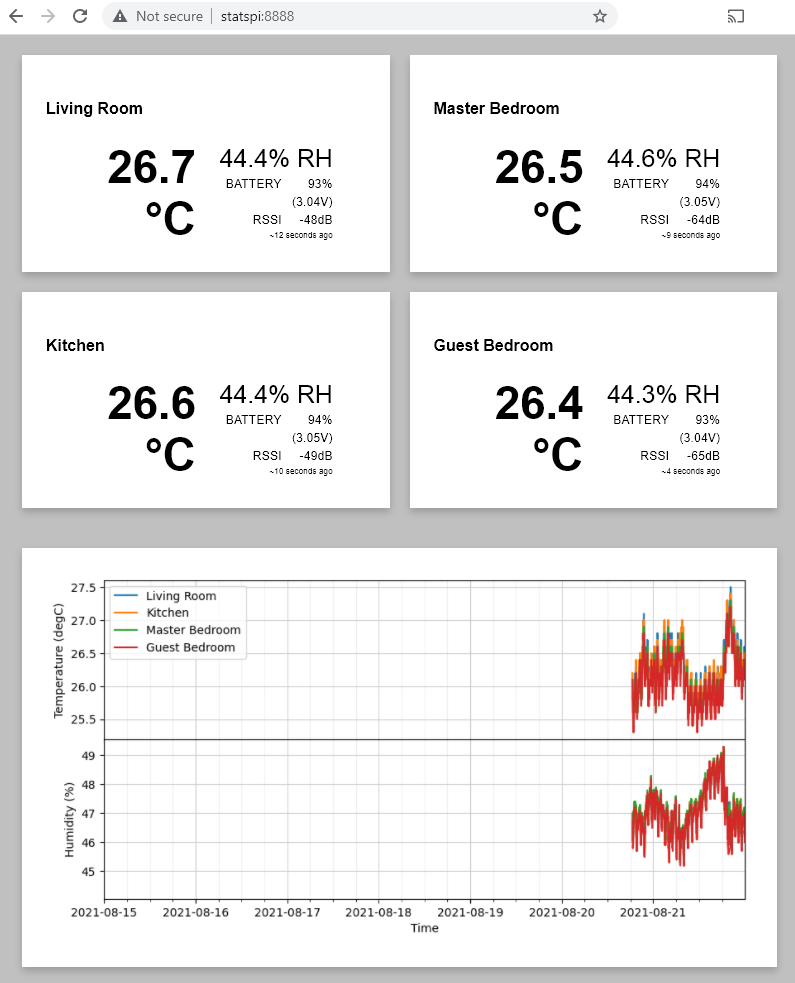 Not secure | statspi:8888
Living Room
26.7
°C
44.4% RH
BATTERY 93%
(3.04V)
RSSI -48dB
~12 seconds ago
Master Bedroom
26.5
°C
44.6% RH
BATTERY 94%
(3.05V)
RSSI -64dB
~9 seconds ago
Kitchen
26.6
°C
44.4% RH
BATTERY 94%
(3.05V)
RSSI -49dB
~10 seconds ago
Guest Bedroom
26.4
°C
44.3% RH
BATTERY 93%
(3.04V)
RSSI -65dB
~4 seconds ago
Temperature (degC)
27.5
27.0
26.5
26.0
25.5
Living Room
Kitchen
Master Bedroom
Guest Bedroom
Humidity (%)
49
48
47
46
45
2021-08-15 2021-08-16 2021-08-17 2021-08-18 2021-08-19 2021-08-20 2021-08-21
Time